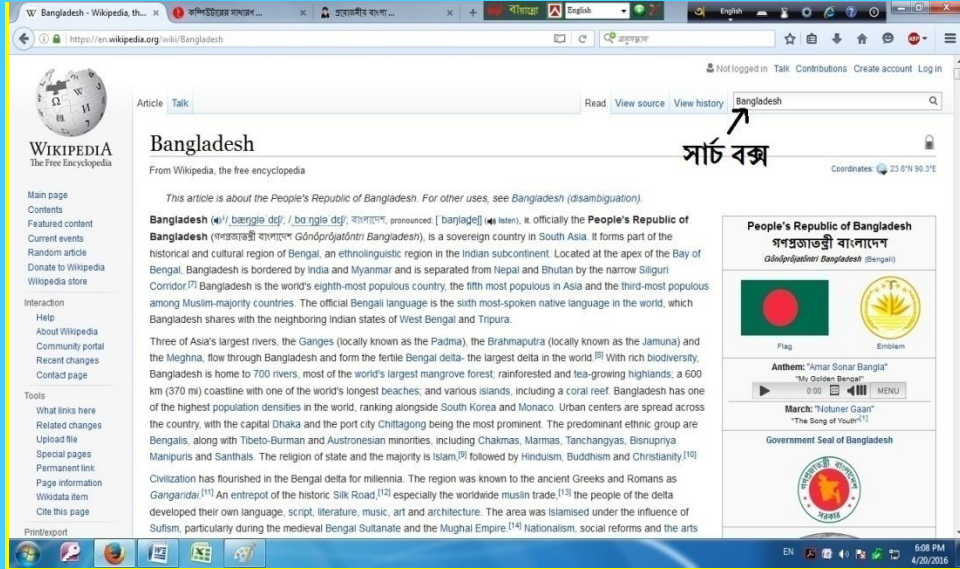 W Bangladesh - Wikipedia, th...
কম্পিউটারের সাধারণ ...
প্রয়োজনীয় বাংলা ...
English
English
https://en.wikipedia.org/wiki/Bangladesh
অনুসন্ধান
Not logged in Talk Contributions Create account Log in
Article Talk
Read View source View history
Bangladesh
সার্চ বক্স
WIKIPEDIA
The Free Encyclopedia
Main page
Contents
Featured content
Current events
Random article
Donate to Wikipedia
Wikipedia store
Interaction
Help
About Wikipedia
Community portal
Recent changes
Contact page
Tools
What links here
Related changes
Upload file
Special pages
Permanent link
Page information
Wikidata item
Cite this page
Print/export
Bangladesh
From Wikipedia, the free encyclopedia
Coordinates: 23.8°N 90.3°E
This article is about the People's Republic of Bangladesh. For other uses, see Bangladesh (disambiguation).
Bangladesh (বাংলাদেশ, pronounced: (listen), officially the People's Republic of
Bangladesh (গণপ্রজাতন্ত্রী বাংলাদেশ Gônôprôjatôntri Bangladesh), is a sovereign country in South Asia. It forms part of the
historical and cultural region of Bengal, an ethnolinguistic region in the Indian subcontinent. Located at the apex of the Bay of
Bengal, Bangladesh is bordered by India and Myanmar and is separated from Nepal and Bhutan by the narrow Siliguri
Corridor.[7] Bangladesh is the world's eighth-most populous country, the fifth most populous in Asia and the third-most populous
among Muslim-majority countries. The official Bengali language is the sixth most-spoken native language in the world, which
Bangladesh shares with the neighboring Indian states of West Bengal and Tripura.
Three of Asia's largest rivers, the Ganges (locally known as the Padma), the Brahmaputra (locally known as the Jamuna) and
the Meghna, flow through Bangladesh and form the fertile Bengal delta- the largest delta in the world.[8] With rich biodiversity,
Bangladesh is home to 700 rivers, most of the world's largest mangrove forest; rainforested and tea-growing highlands; a 600
km (370 mi) coastline with one of the world's longest beaches; and various islands, including a coral reef. Bangladesh has one
of the highest population densities in the world, ranking alongside South Korea and Monaco. Urban centers are spread across
the country, with the capital Dhaka and the port city Chittagong being the most prominent. The predominant ethnic group are
Bengalis, along with Tibeto-Burman and Austronesian minorities, including Chakmas, Marmas, Tanchangyas, Bisnupriya
Manipuris and Santhals. The religion of state and the majority is Islam,[9] followed by Hinduism, Buddhism and Christianity.[10]
Civilization has flourished in the Bengal delta for millennia. The region was known to the ancient Greeks and Romans as
Gangaridai.[11] An entrepot of the historic Silk Road,[12] especially the worldwide muslin trade,[13] the people of the delta
developed their own language, script, literature, music, art and architecture. The area was Islamised under the influence of
Sufism, particularly during the medieval Bengal Sultanate and the Mughal Empire.[14] Nationalism, social reforms and the arts
People's Republic of Bangladesh
গণপ্রজাতন্ত্রী বাংলাদেশ
Gônôprôjatôntri Bangladesh (Bengali)
Flag Emblem
Anthem: "Amar Sonar Bangla"
"My Golden Bengal"
0:00 MENU
March: "Notuner Gaan"
"The Song of Youth"[1]
Government Seal of Bangladesh
EN
6:08 PM
4/20/2016